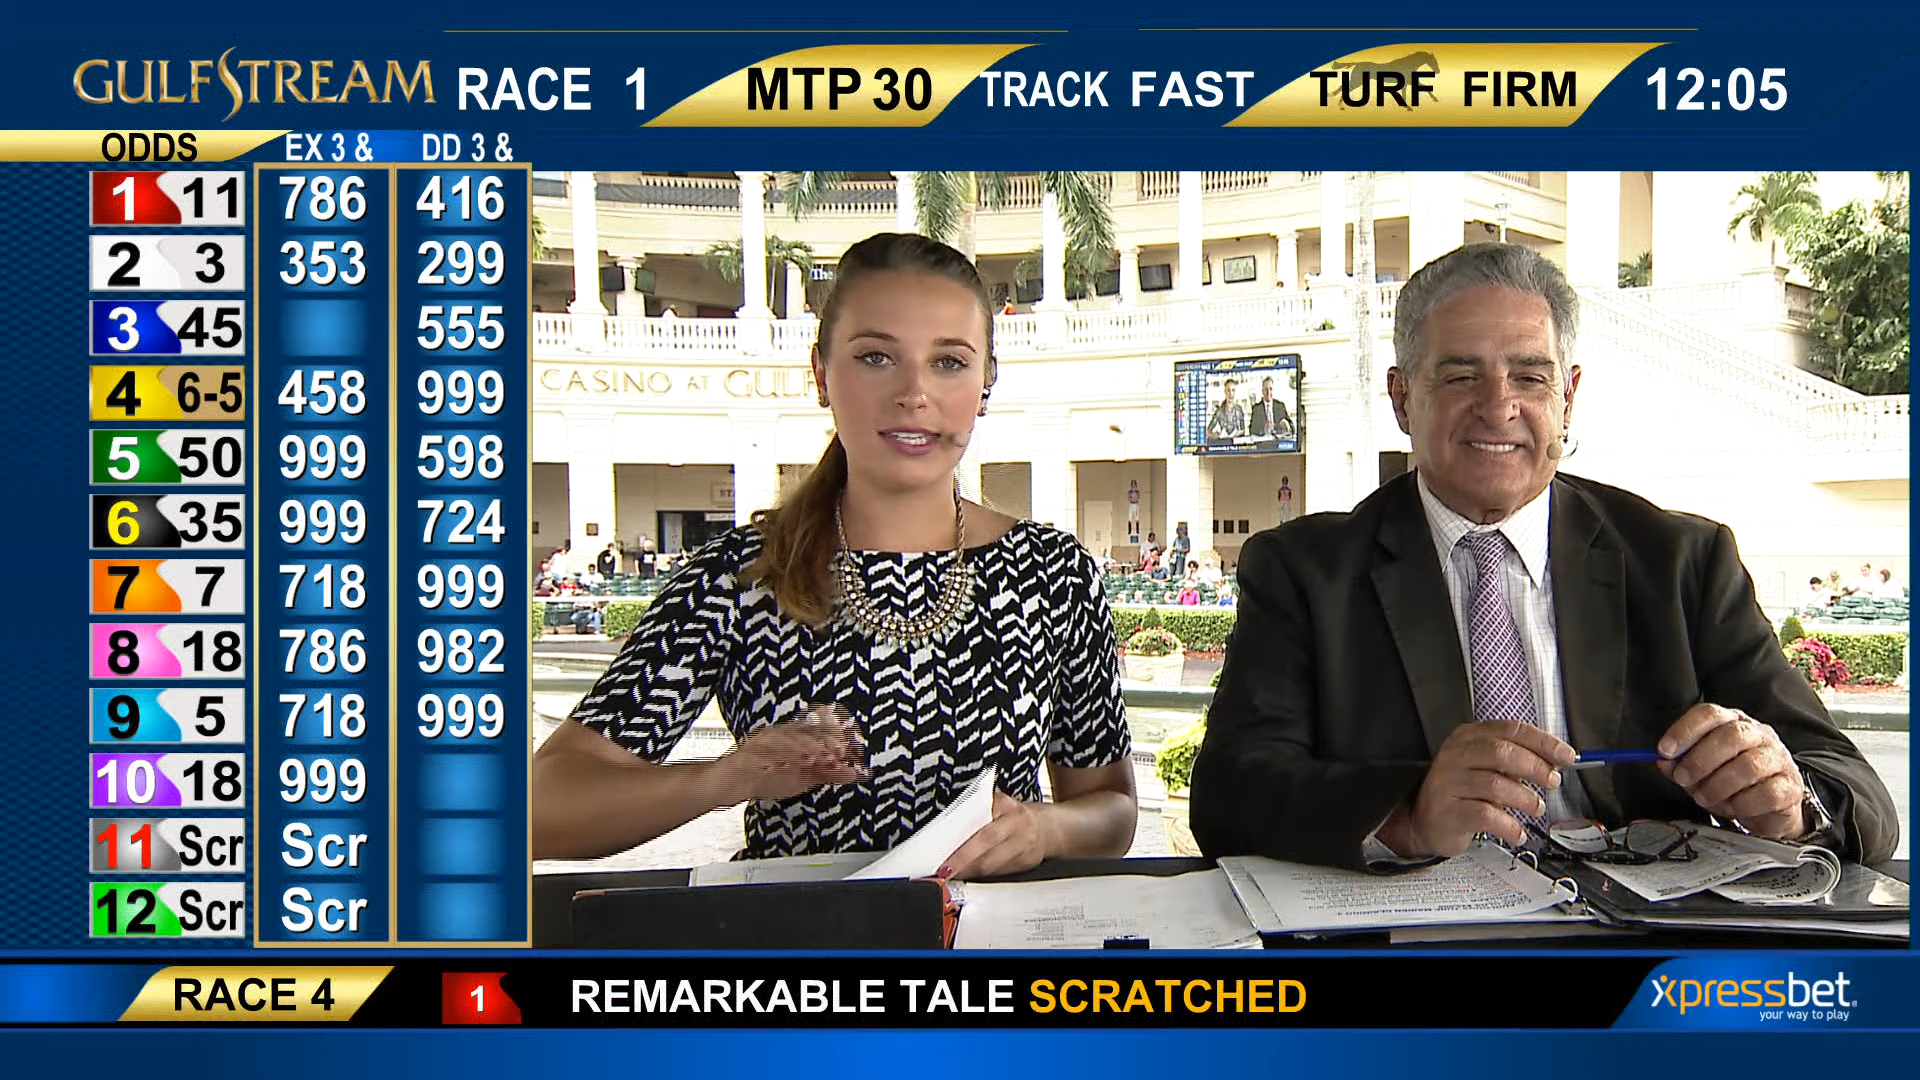 GULFSTREAM RACE 1 MTP 30 TRACK FAST TURF FIRM 12:05
ODDS EX 3 & DD 3 &
1 11 786 416
2 3 353 299
3 45 555
4 6-5 458 999
5 50 999 598
6 35 999 724
7 7 718 999
8 18 786 982
9 5 718 999
10 18 999
11 Scr Scr
12 Scr Scr
The
CASINO AT GULF
RACE 4 1 REMARKABLE TALE SCRATCHED
xpressbet.
your way to play